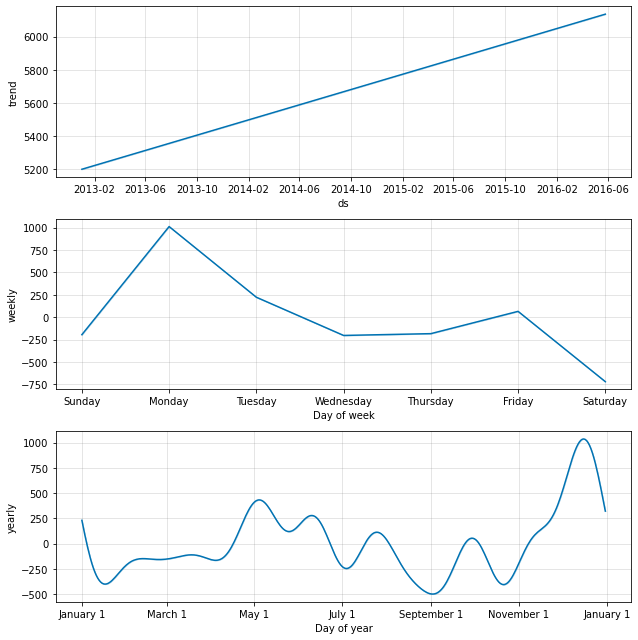 6000
5800
5600
5400
5200
trend
2013-02 2013-06 2013-10 2014-02 2014-06 2014-10 2015-02 2015-06 2015-10 2016-02 2016-06
ds
1000
750
500
250
0
−250
−500
−750
weekly
Sunday Monday Tuesday Wednesday Thursday Friday Saturday
Day of week
1000
750
500
250
0
−250
−500
yearly
January 1 March 1 May 1 July 1 September 1 November 1 January 1
Day of year